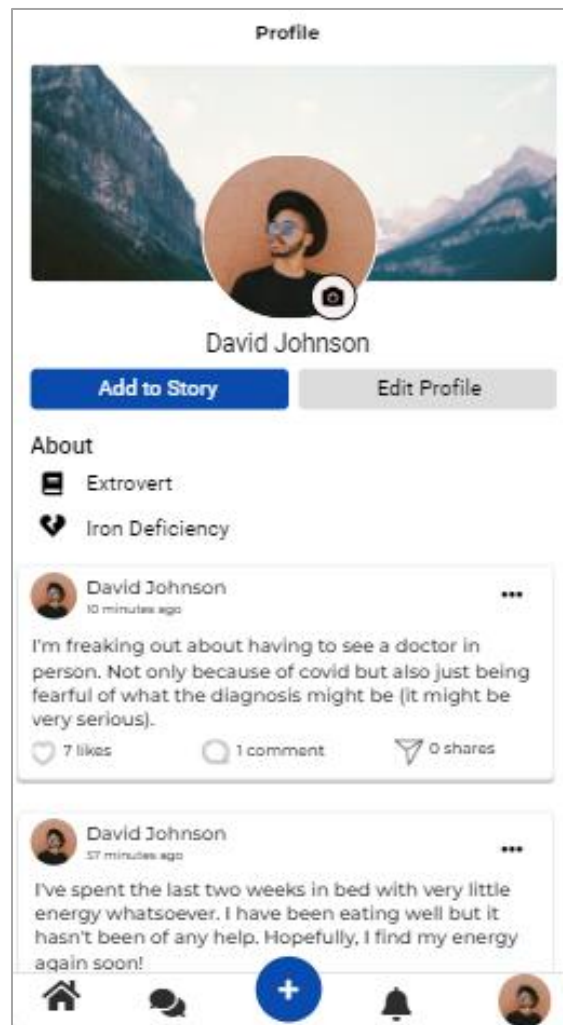 Profile
David Johnson
Add to Story
Edit Profile
About
Extrovert
Iron Deficiency
David Johnson
10 minutes ago
I'm freaking out about having to see a doctor in
person. Not only because of covid but also just being
fearful of what the diagnosis might be (it might be
very serious).
7 likes
1 comment
0 shares
David Johnson
57 minutes ago
I've spent the last two weeks in bed with very little
energy whatsoever. I have been eating well but it
hasn't been of any help. Hopefully, I find my energy
again soon!